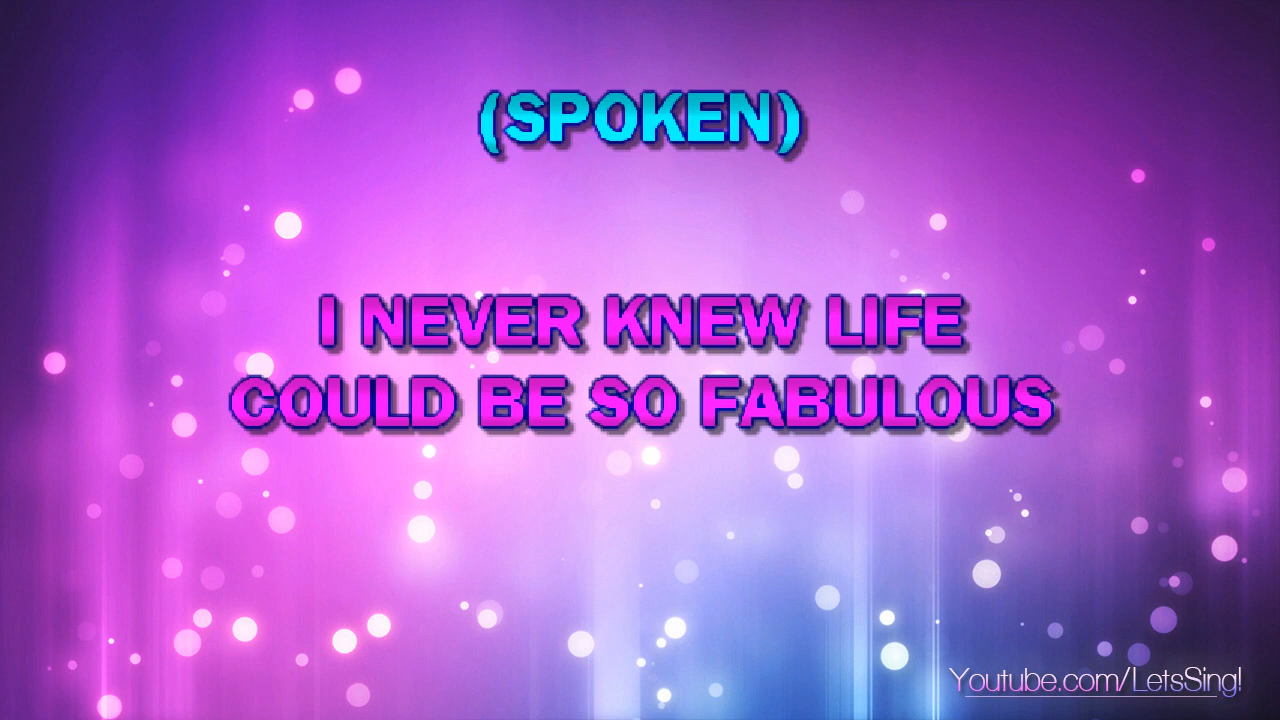 (SPOKEN)
I NEVER KNEW LIFE
COULD BE SO FABULOUS
Youtube.com/LetsSing!